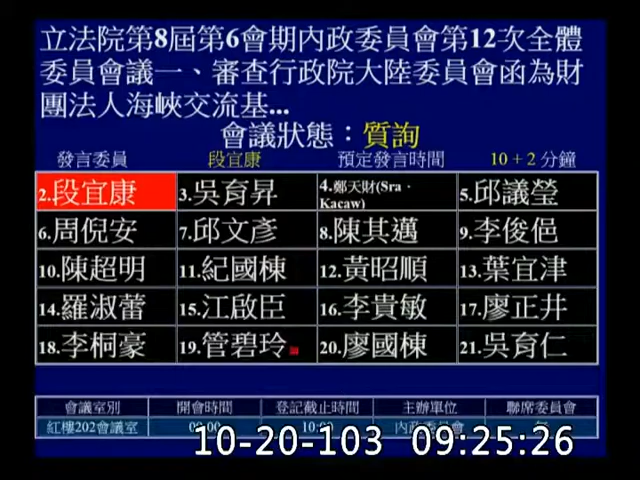 立法院第8屆第6會期內政委員會第12次全體
委員會議一、審查行政院大陸委員會函為財
團法人海峽交流基...
會議狀態：質詢
發言委員 段宜康 預定發言時間 10 + 2 分鐘
2.段宜康 3.吳育昇 4.鄭天財(Sra．Kacaw) 5.邱議瑩
6.周倪安 7.邱文彥 8.陳其邁 9.李俊俋
10.陳超明 11.紀國棟 12.黃昭順 13.葉宜津
14.羅淑蕾 15.江啟臣 16.李貴敏 17.廖正井
18.李桐豪 19.管碧玲 20.廖國棟 21.吳育仁
會議室別 開會時間 登記截止時間 主辦單位 聯席委員會
紅樓202會議室 內政委員會
10-20-103 09:25:26